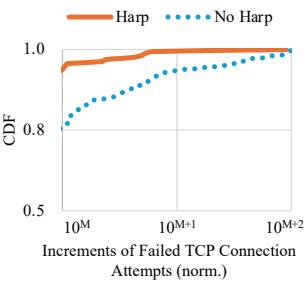 Harp No Harp
1.0
0.8
0.5
CDF
10^M 10^M+1 10^M+2
Increments of Failed TCP Connection
Attempts (norm.)